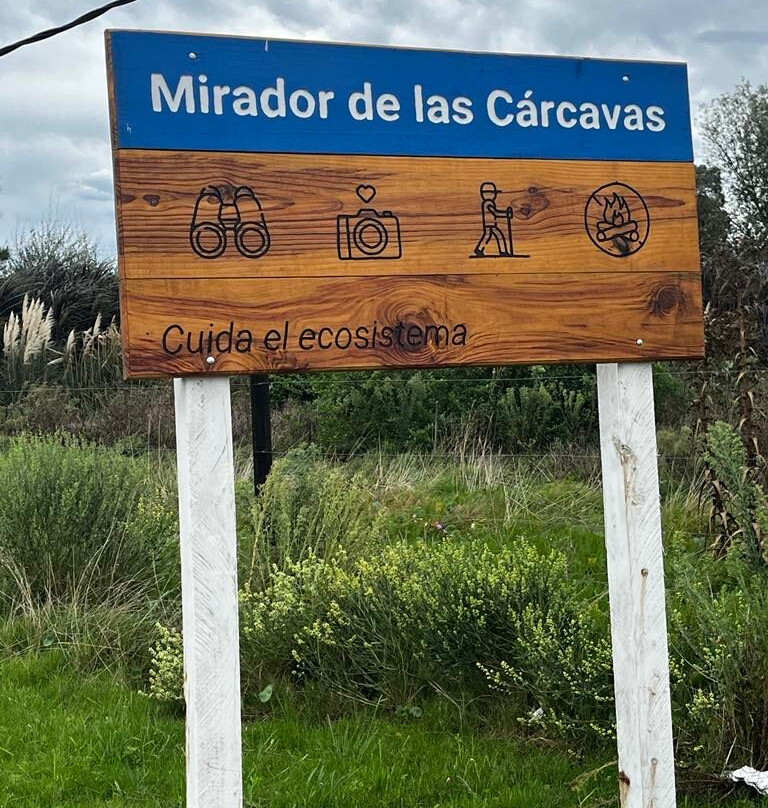 Mirador de las Cárcavas
Cuida el ecosistema